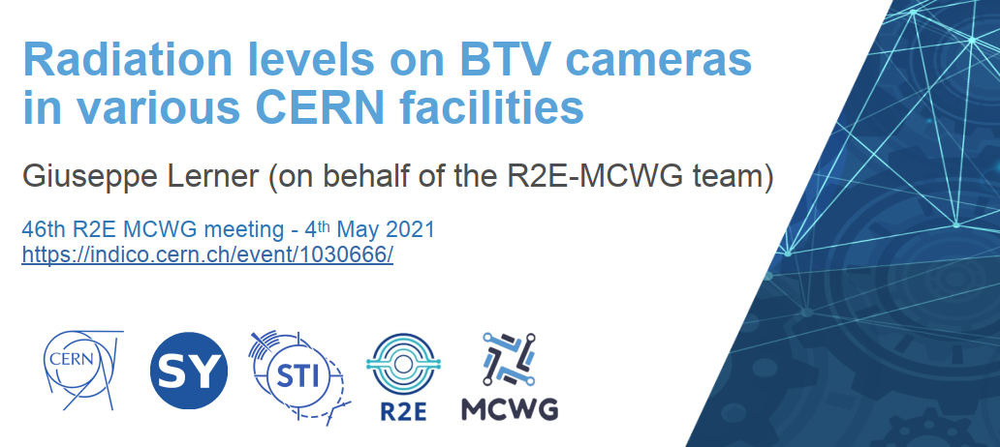 Radiation levels on BTV cameras
in various CERN facilities
Giuseppe Lerner (on behalf of the R2E-MCWG team)
46th R2E MCWG meeting - 4th May 2021
https://indico.cern.ch/event/1030666/
CERN
SY
STI
R2E
MCWG